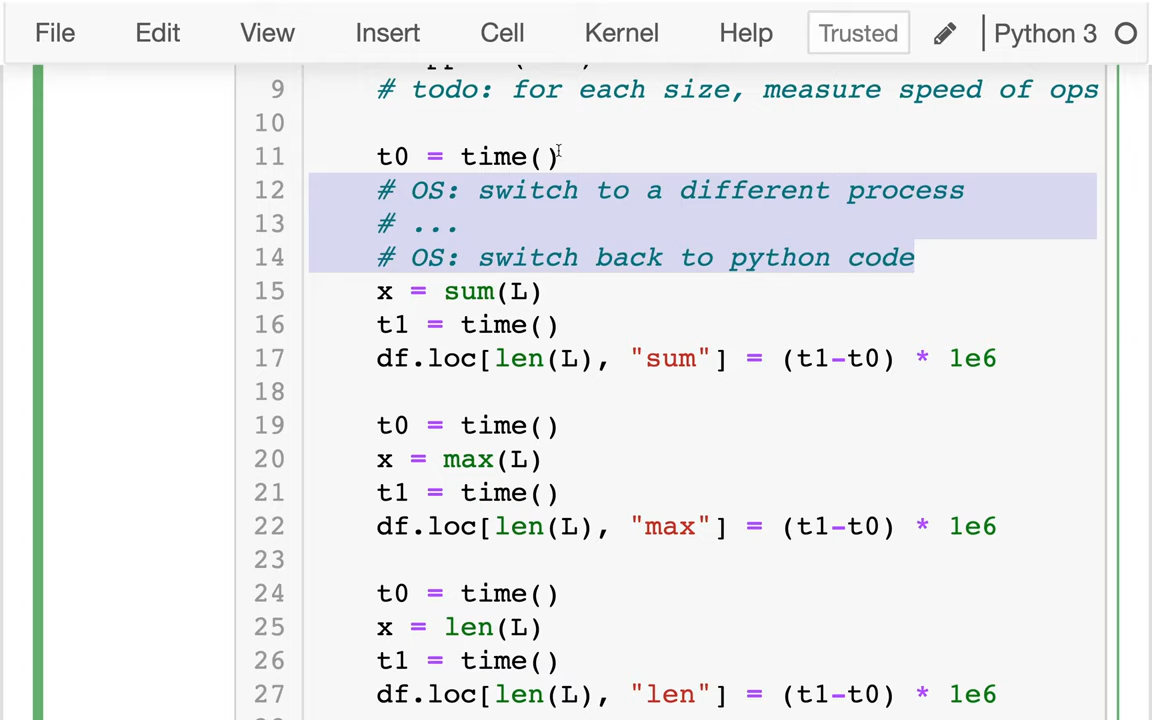 File Edit View Insert Cell Kernel Help Trusted Python 3
9 # todo: for each size, measure speed of ops
10
11 t0 = time()
12 # OS: switch to a different process
13 # ...
14 # OS: switch back to python code
15 x = sum(L)
16 t1 = time()
17 df.loc[len(L), "sum"] = (t1-t0) * 1e6
18
19 t0 = time()
20 x = max(L)
21 t1 = time()
22 df.loc[len(L), "max"] = (t1-t0) * 1e6
23
24 t0 = time()
25 x = len(L)
26 t1 = time()
27 df.loc[len(L), "len"] = (t1-t0) * 1e6